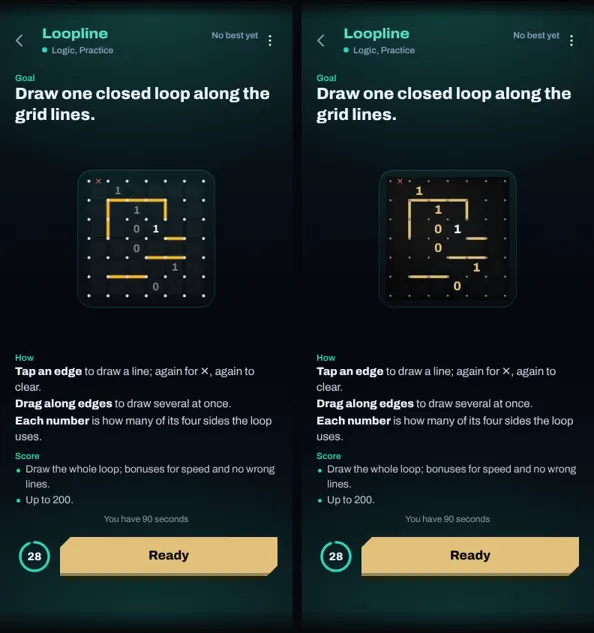 Loopline
No best yet
Logic, Practice
Goal
Draw one closed loop along the
grid lines.
1
1
0 1
0
1
0
How
Tap an edge to draw a line; again for ✕, again to
clear.
Drag along edges to draw several at once.
Each number is how many of its four sides the loop
uses.
Score
Draw the whole loop; bonuses for speed and no wrong
lines.
Up to 200.
You have 90 seconds
28
Ready
Loopline
No best yet
Logic, Practice
Goal
Draw one closed loop along the
grid lines.
1
1
0 1
0
1
0
How
Tap an edge to draw a line; again for ✕, again to
clear.
Drag along edges to draw several at once.
Each number is how many of its four sides the loop
uses.
Score
Draw the whole loop; bonuses for speed and no wrong
lines.
Up to 200.
You have 90 seconds
28
Ready